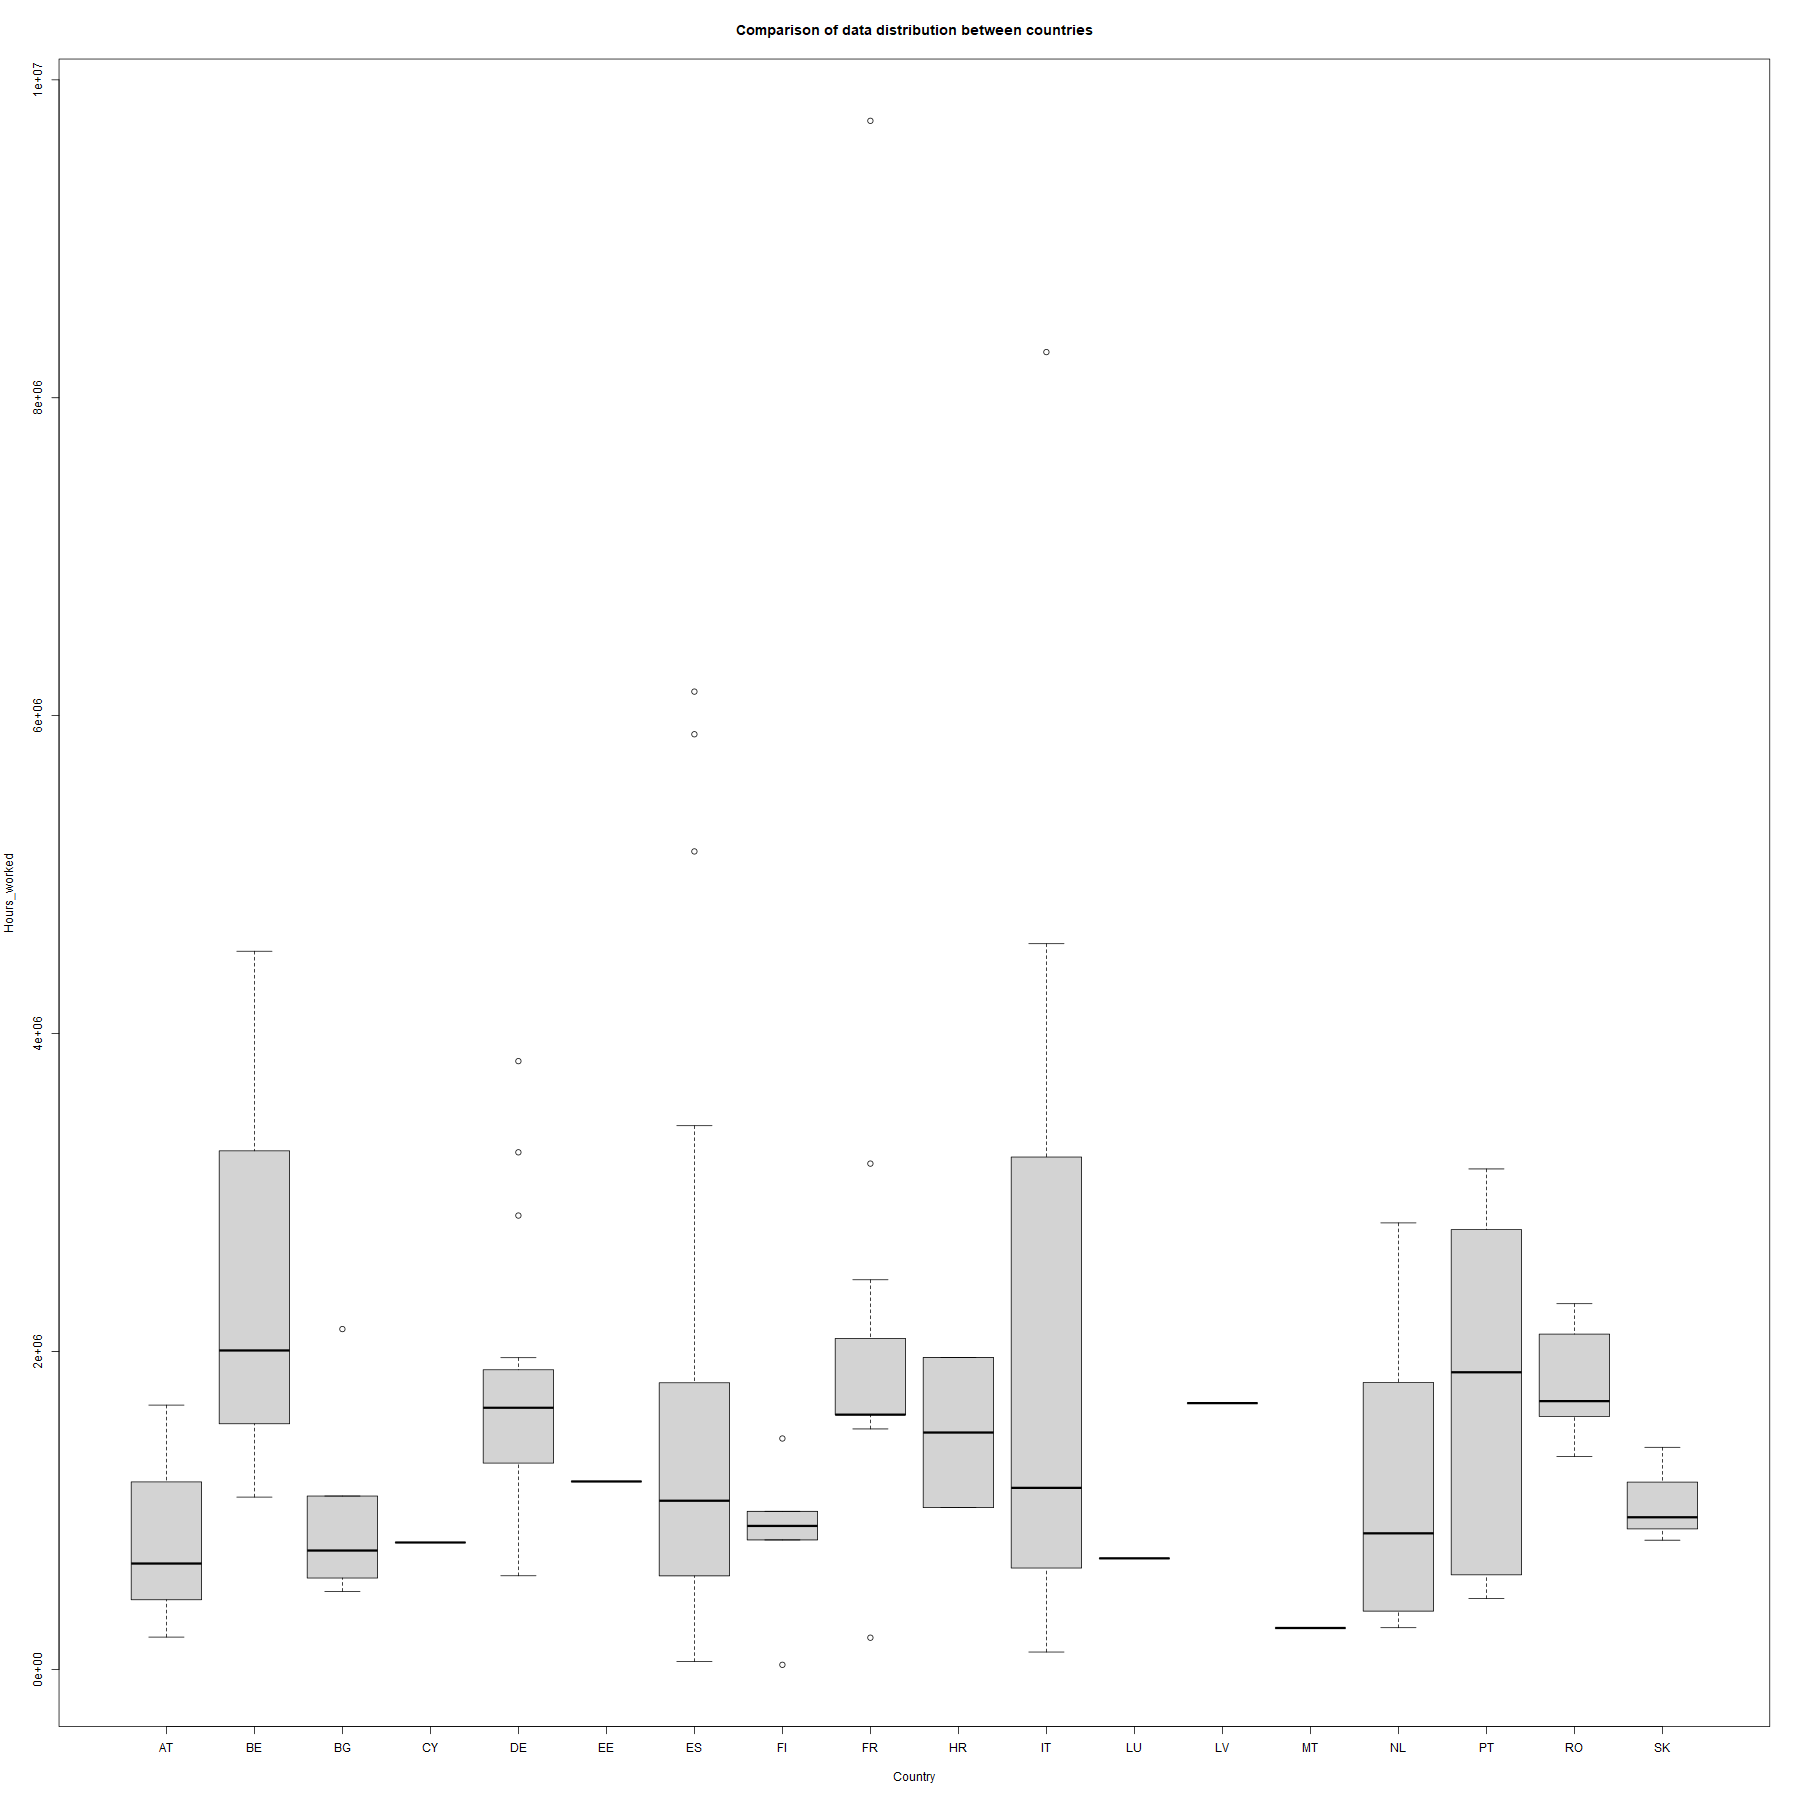 Comparison of data distribution between countries
1e+07
8e+06
6e+06
4e+06
2e+06
0e+00
Hours_worked
AT BE BG CY DE EE ES FI FR HR IT LU LV MT NL PT RO SK
Country